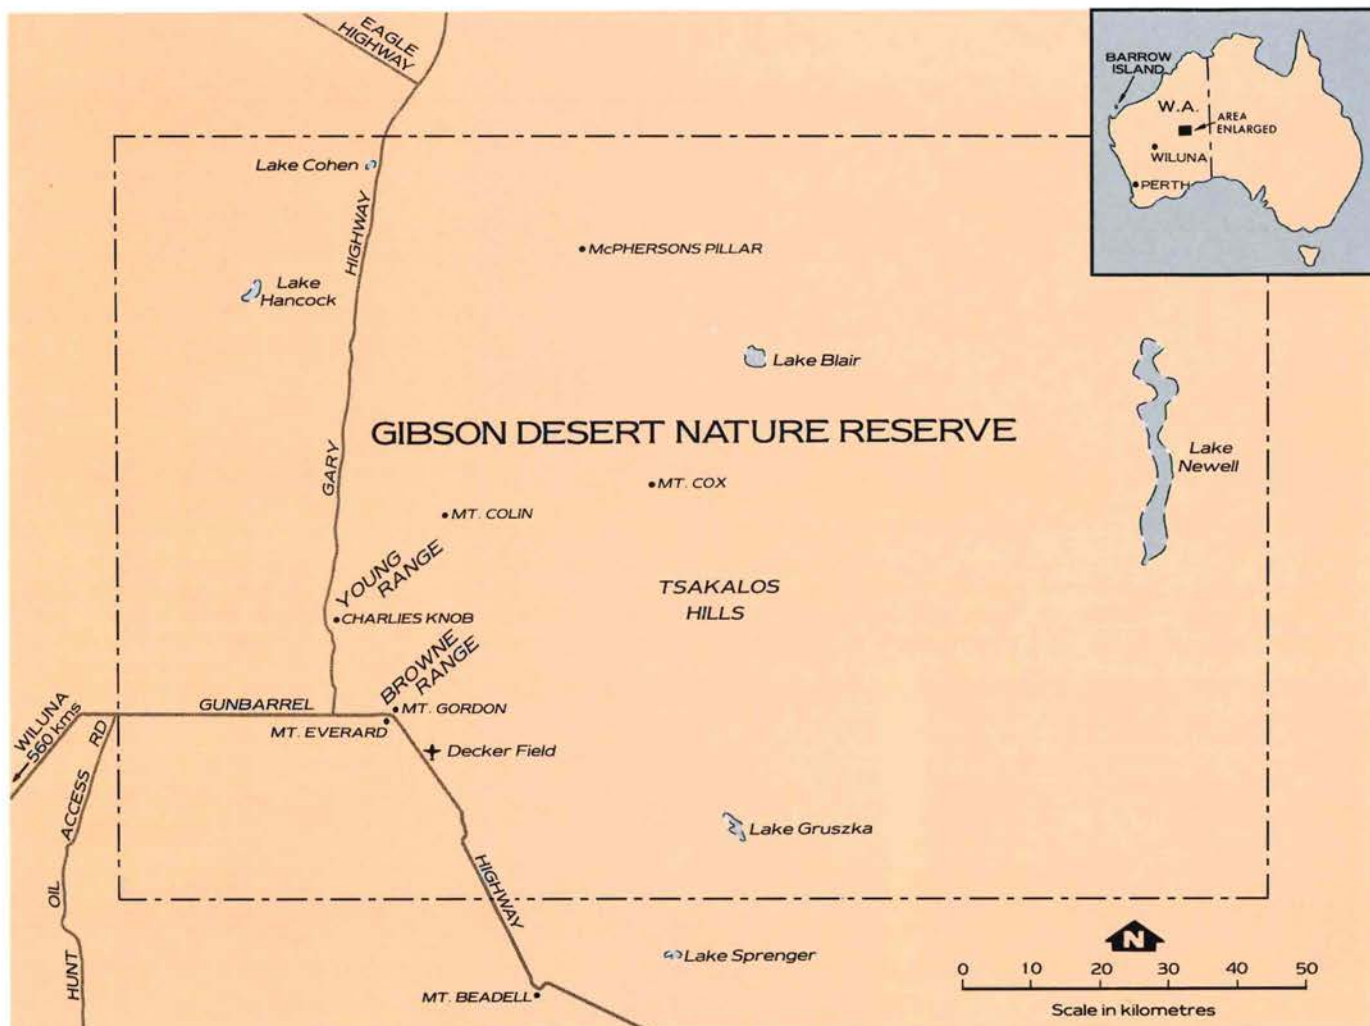 EAGLE
HIGHWAY
BARROW
ISLAND
W.A.
AREA
ENLARGED
WILUNA
PERTH
Lake Cohen
HIGHWAY
McPHERSONS PILLAR
Lake
Hancock
Lake Blair
GIBSON DESERT NATURE RESERVE
GARY
Lake
Newell
MT. COX
MT. COLIN
YOUNG
RANGE
TSAKALOS
HILLS
CHARLIES KNOB
BROWNE
RANGE
GUNBARREL
MT. GORDON
MT. EVERARD
WILUNA
560 kms
Decker Field
HUNT OIL ACCESS RD
Lake Gruszka
HIGHWAY
N
Lake Sprenger
MT. BEADELL
0 10 20 30 40 50
Scale in kilometres